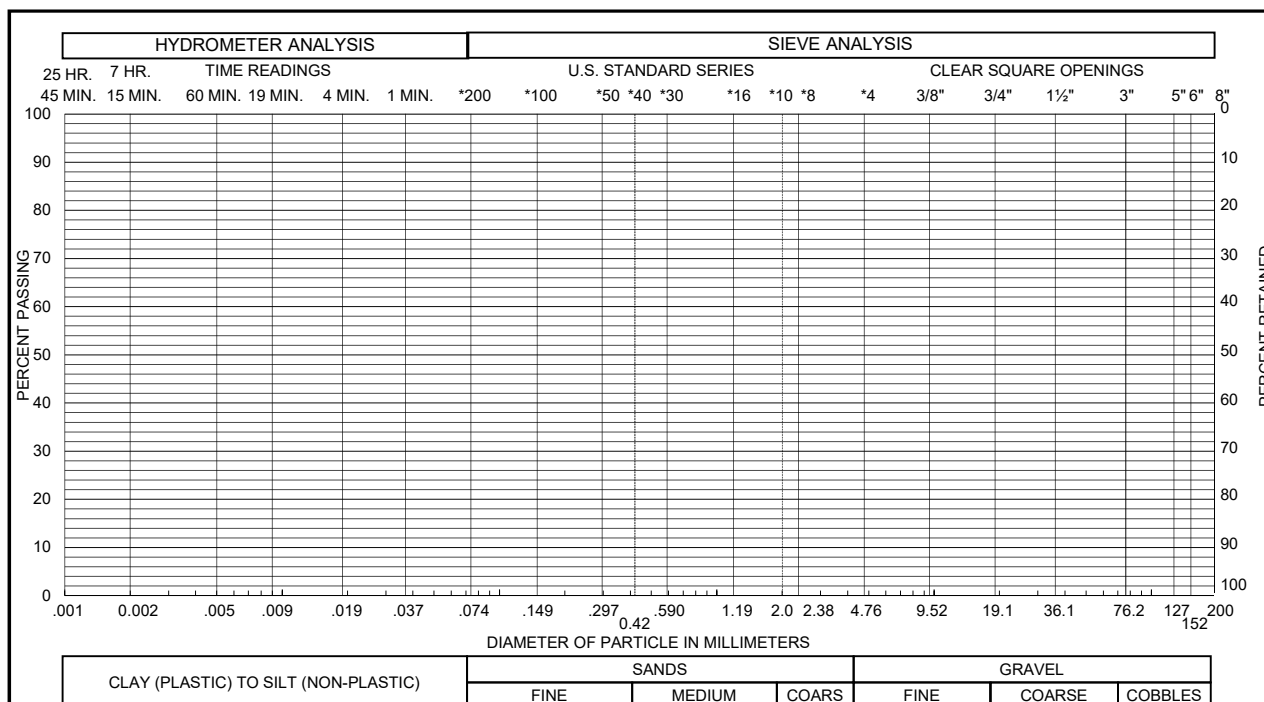 HYDROMETER ANALYSIS SIEVE ANALYSIS
25 HR. 7 HR. TIME READINGS U.S. STANDARD SERIES CLEAR SQUARE OPENINGS
45 MIN. 15 MIN. 60 MIN. 19 MIN. 4 MIN. 1 MIN. *200 *100 *50 *40 *30 *16 *10 *8 *4 3/8" 3/4" 1½" 3" 5" 6" 8"
100 0
90 10
80 20
70 30
60 40
50 50
40 60
30 70
20 80
10 90
0 100
PERCENT PASSING
PERCENT RETAINED
.001 0.002 .005 .009 .019 .037 .074 .149 .297 .590 1.19 2.0 2.38 4.76 9.52 19.1 36.1 76.2 127 200
0.42 152
DIAMETER OF PARTICLE IN MILLIMETERS
CLAY (PLASTIC) TO SILT (NON-PLASTIC) SANDS GRAVEL
FINE MEDIUM COARS FINE COARSE COBBLES